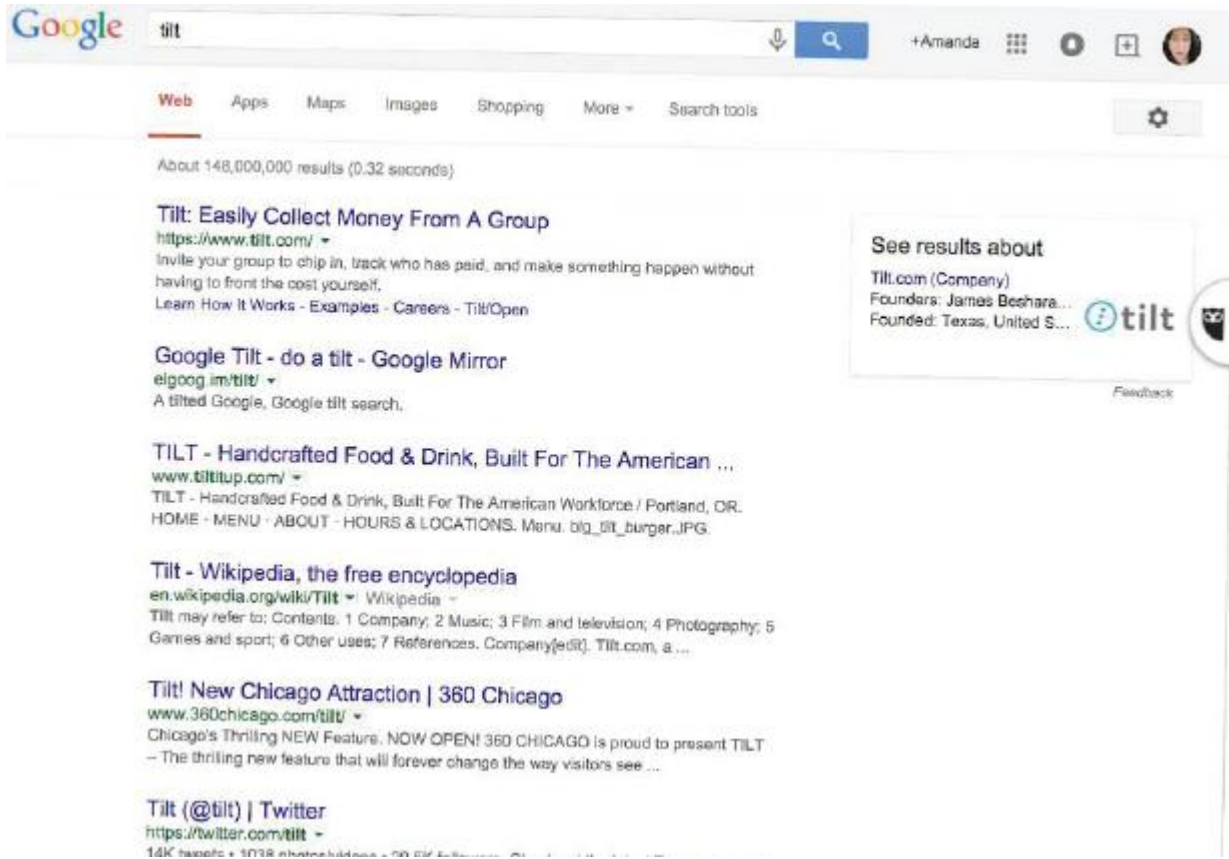 Google
tilt
+Amanda
Web Apps Maps Images Shopping More Search tools
About 148,000,000 results (0.32 seconds)
Tilt: Easily Collect Money From A Group
https://www.tilt.com/
Invite your group to chip in, track who has paid, and make something happen without
having to front the cost yourself.
Learn How It Works - Examples - Careers - Tilt/Open
Google Tilt - do a tilt - Google Mirror
elgoog.im/tilt/
A tilted Google, Google tilt search.
TILT - Handcrafted Food & Drink, Built For The American ...
www.tiltitup.com/
TILT - Handcrafted Food & Drink, Built For The American Workforce / Portland, OR.
HOME · MENU · ABOUT · HOURS & LOCATIONS. Menu. big_tilt_burger.JPG.
Tilt - Wikipedia, the free encyclopedia
en.wikipedia.org/wiki/Tilt Wikipedia
Tilt may refer to: Contents. 1 Company; 2 Music; 3 Film and television; 4 Photography; 5
Games and sport; 6 Other uses; 7 References. Company[edit]. Tilt.com, a ...
Tilt! New Chicago Attraction | 360 Chicago
www.360chicago.com/tilt/
Chicago's Thrilling NEW Feature. NOW OPEN! 360 CHICAGO is proud to present TILT
– The thrilling new feature that will forever change the way visitors see ...
Tilt (@tilt) | Twitter
https://twitter.com/tilt
14K tweets • 1038 photos/videos
See results about
Tilt.com (Company)
Founders: James Beshara...
Founded: Texas, United S...
tilt
Feedback